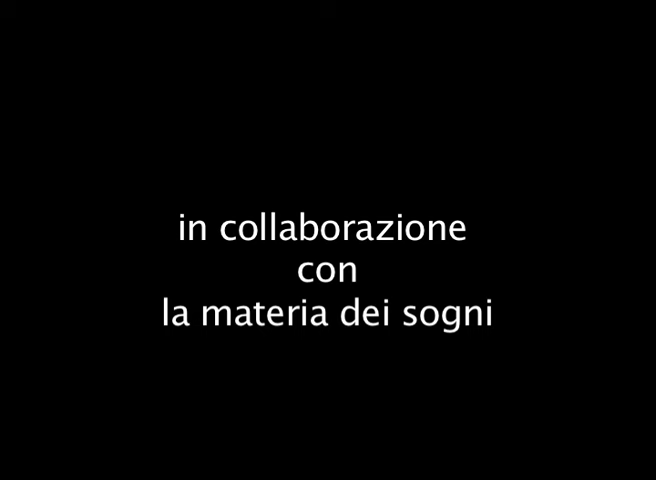 in collaborazione
con
la materia dei sogni